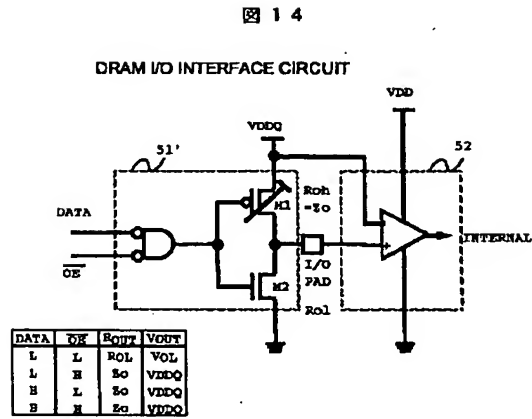 図 1 4
DRAM I/O INTERFACE CIRCUIT
VDD
VDDQ
51'
52
M1
Roh
=Zo
DATA
OE
INTERNAL
I/O
PAD
M2
Rol
DATA OE ROUT VOUT
L L ROL VOL
L H Zo VDDQ
H L Zo VDDQ
H H Zo VDDQ